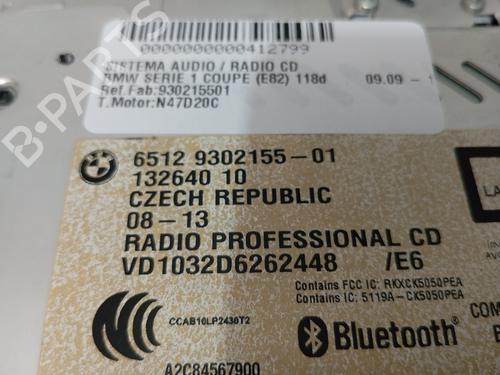 0000000000412799
SISTEMA AUDIO / RADIO CD
BMW SERIE 1 COUPE (E82) 118d 09.09 -
Ref.Fab:930215501
T.Motor:N47D20C
6512 9302155-01
132640 10
CZECH REPUBLIC
08-13
RADIO PROFESSIONAL CD
VD1032D6262448 /E6
Contains FCC IC: RKXCK5050PEA
Contains IC: 5119A-CK5050PEA
CCAB10LP2430T2
Bluetooth
A2C84567900
B-PARTS